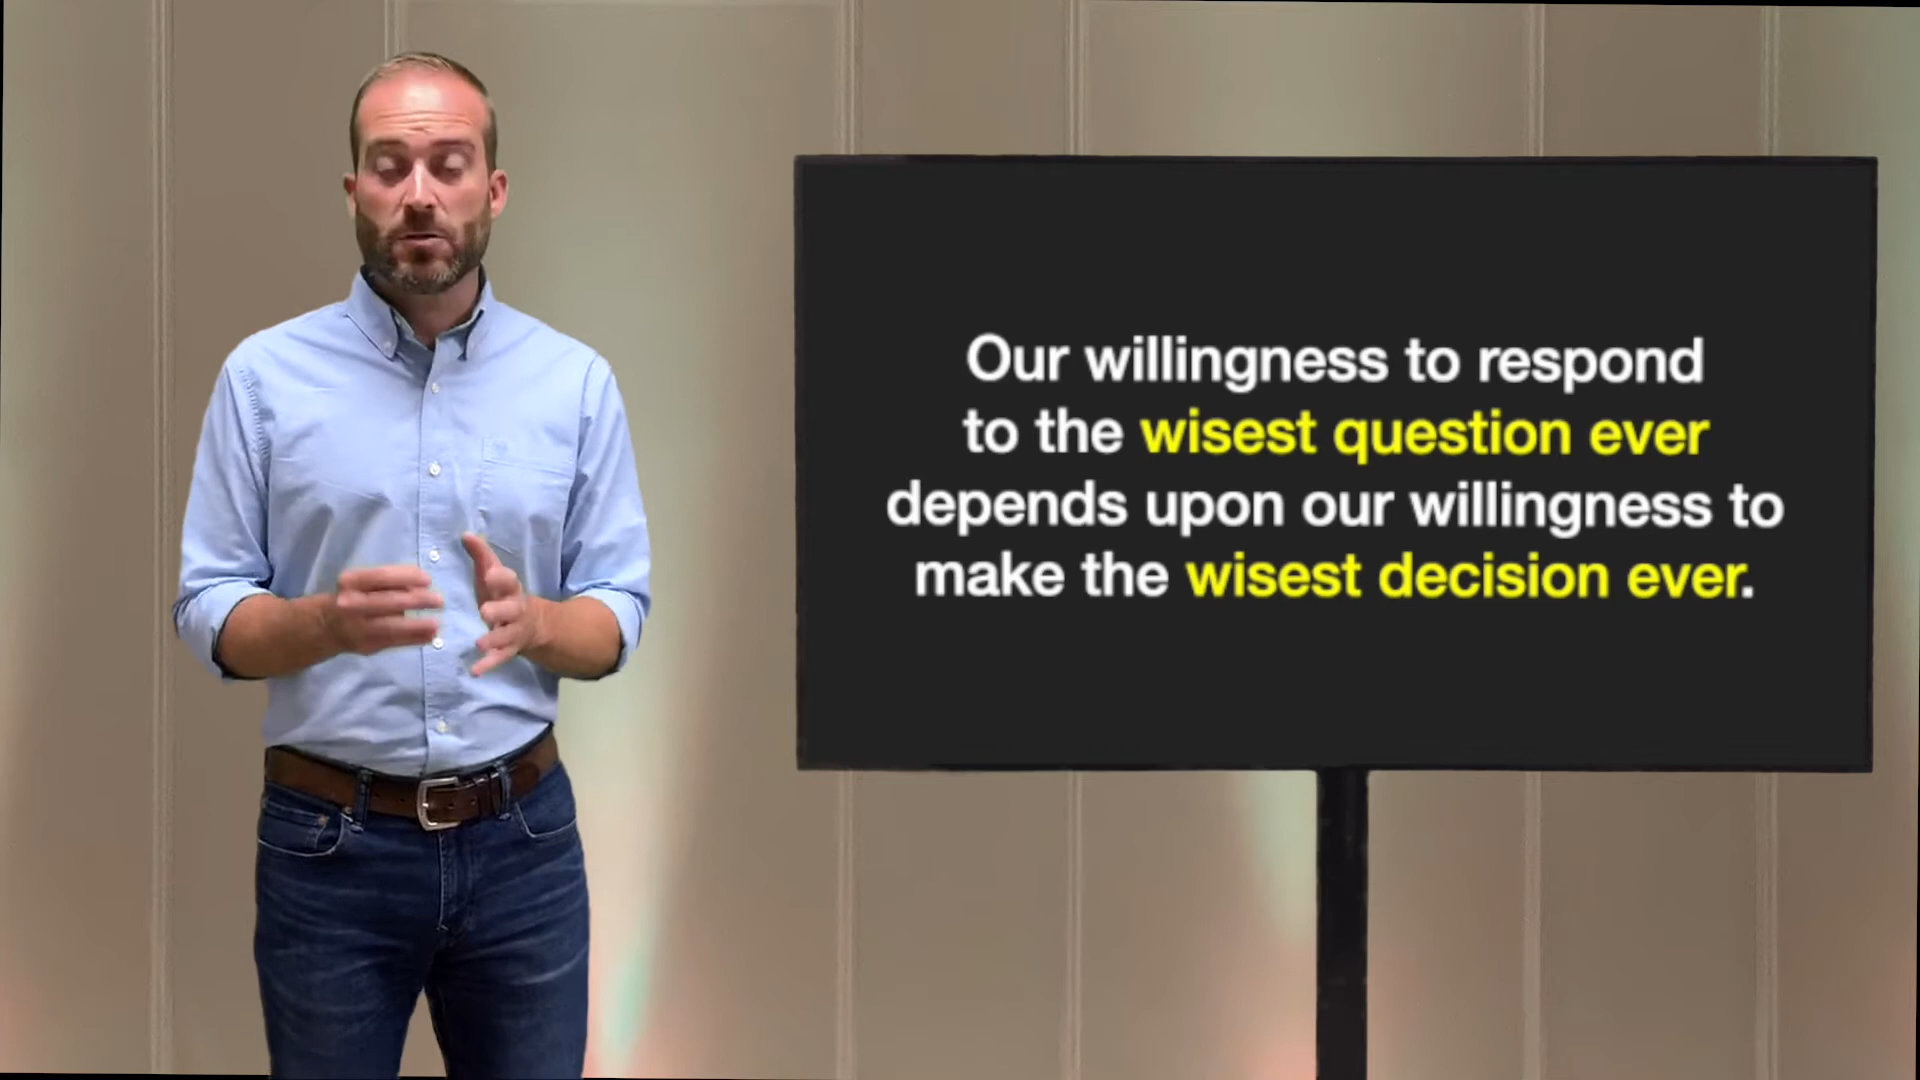 Our willingness to respond
to the wisest question ever
depends upon our willingness to
make the wisest decision ever.